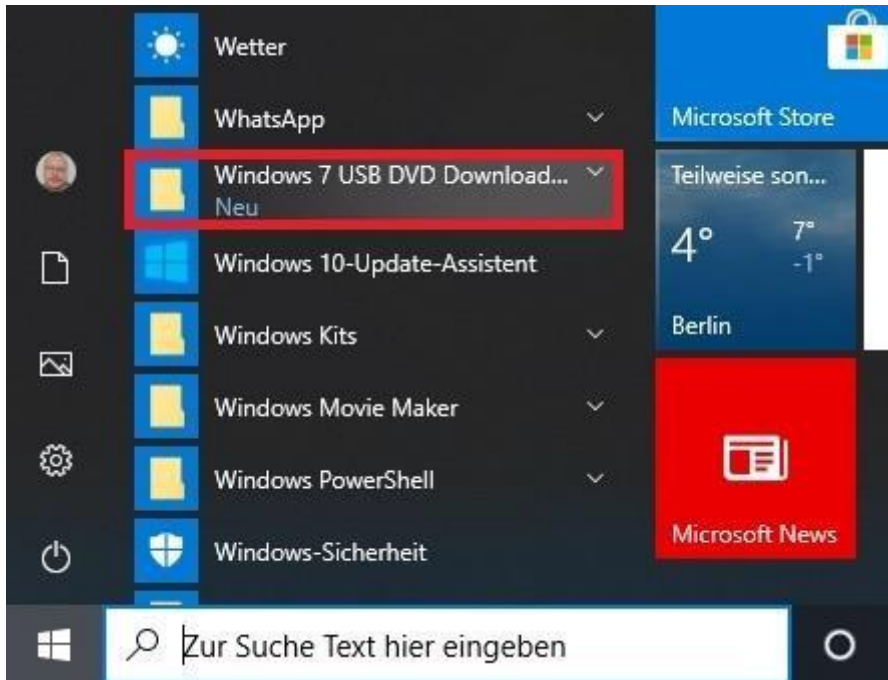 Wetter
WhatsApp
Windows 7 USB DVD Download...
Neu
Windows 10-Update-Assistent
Windows Kits
Windows Movie Maker
Windows PowerShell
Windows-Sicherheit
Microsoft Store
Teilweise son...
4° 7°
-1°
Berlin
Microsoft News
Zur Suche Text hier eingeben